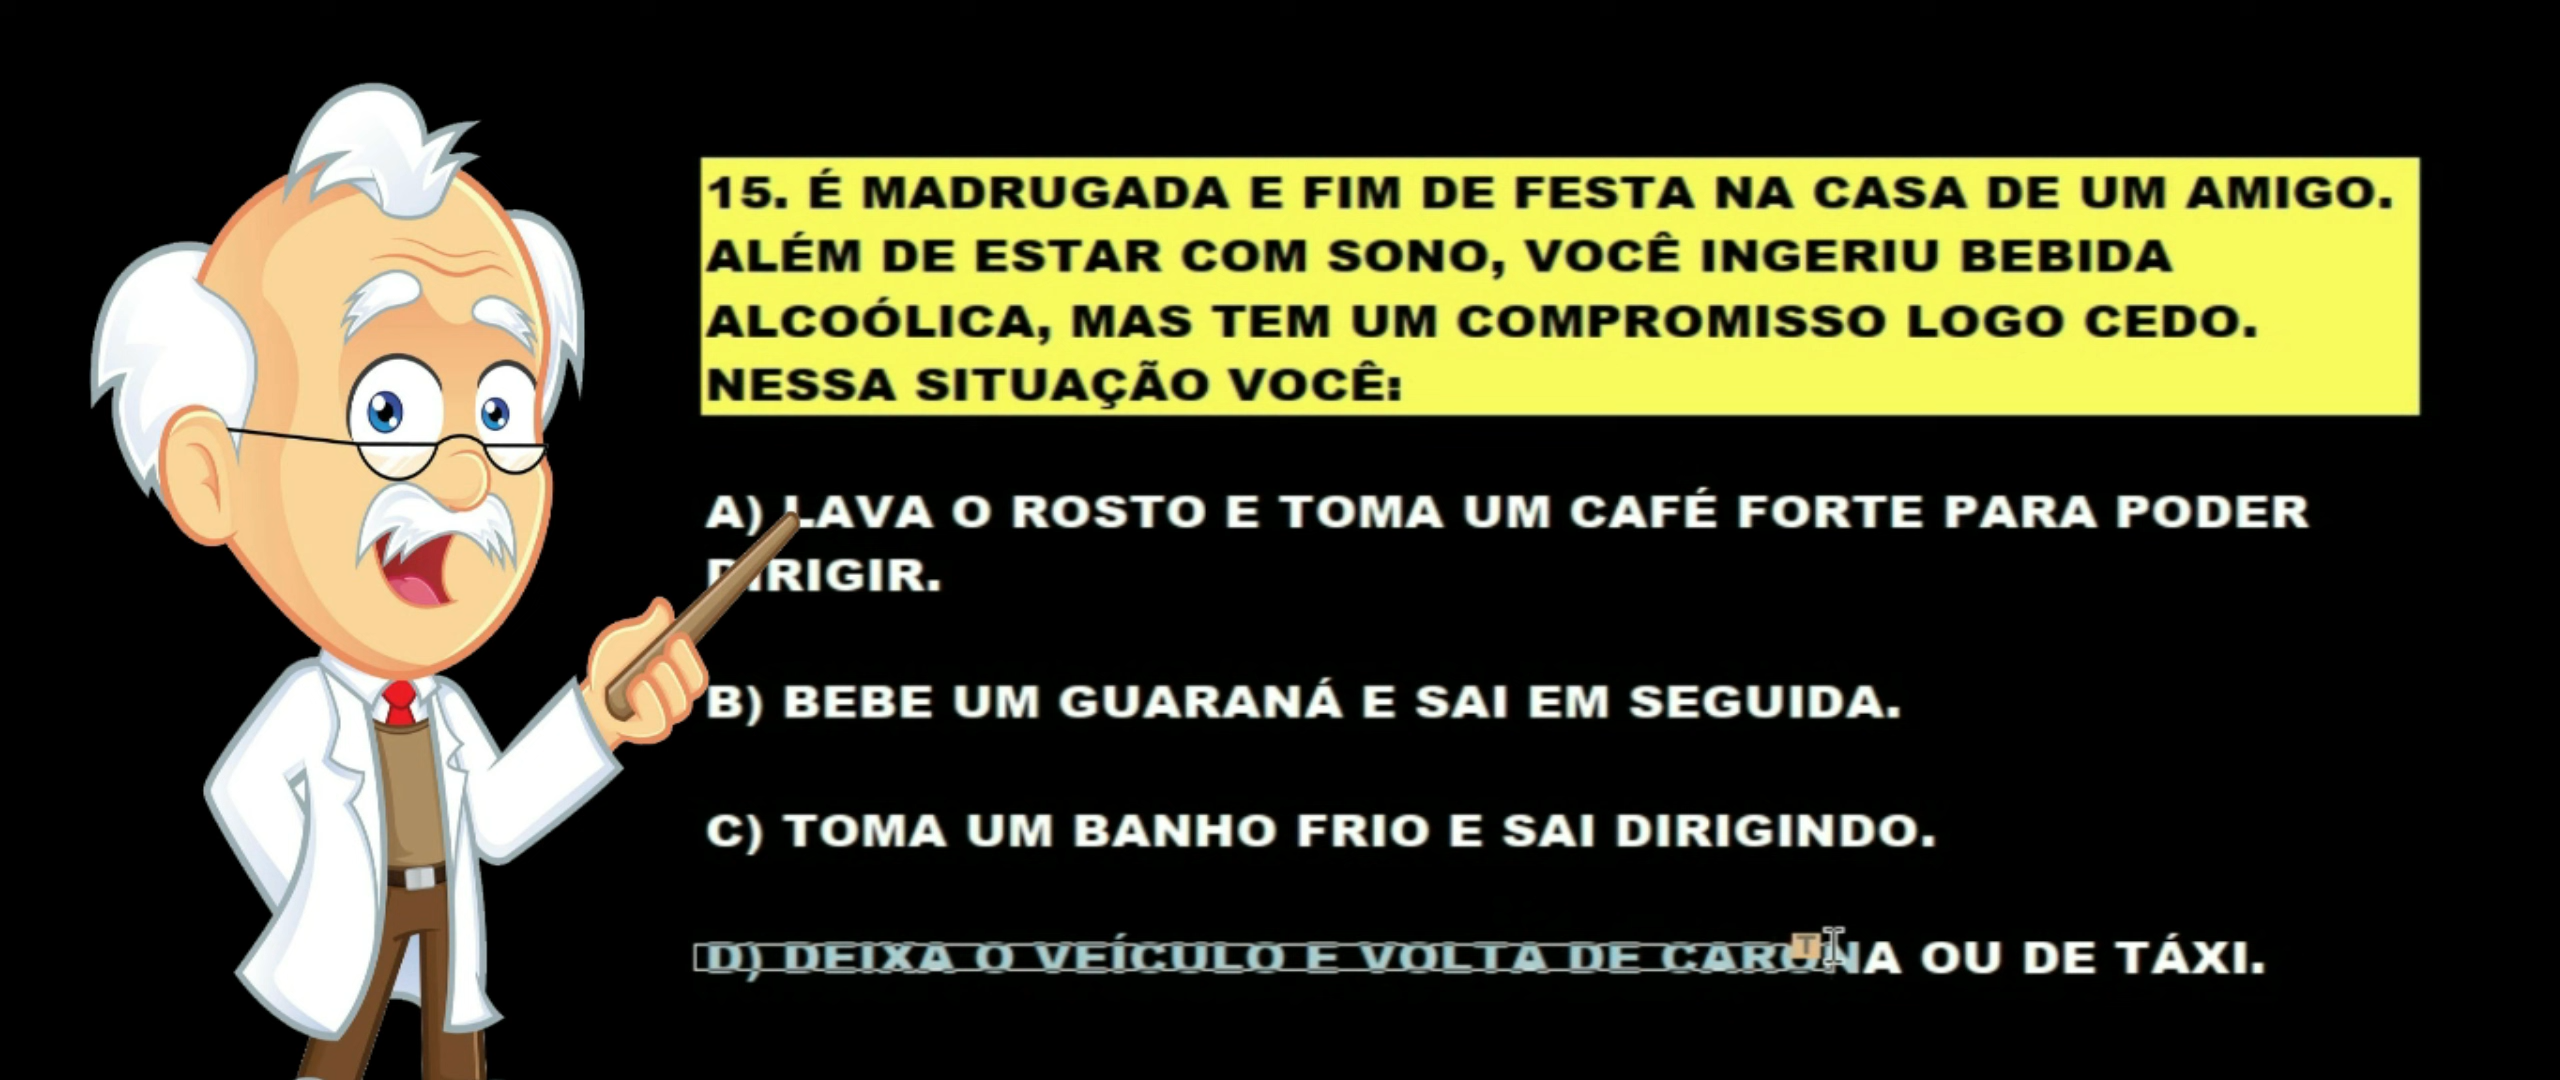 15. É MADRUGADA E FIM DE FESTA NA CASA DE UM AMIGO.
ALÉM DE ESTAR COM SONO, VOCÊ INGERIU BEBIDA
ALCOÓLICA, MAS TEM UM COMPROMISSO LOGO CEDO.
NESSA SITUAÇÃO VOCÊ:
A) LAVA O ROSTO E TOMA UM CAFÉ FORTE PARA PODER
DIRIGIR.
B) BEBE UM GUARANÁ E SAI EM SEGUIDA.
C) TOMA UM BANHO FRIO E SAI DIRIGINDO.
D) DEIXA O VEÍCULO E VOLTA DE CARONA OU DE TÁXI.